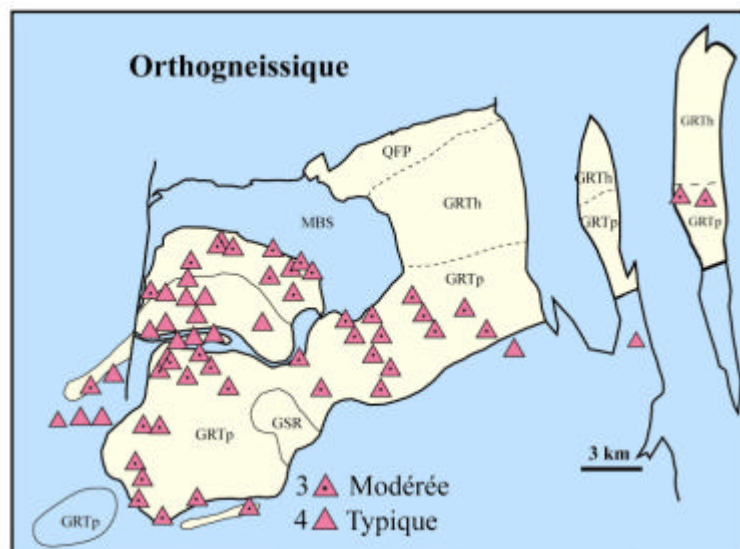 Orthogneissique
GRTh
QFP
GRTh
GRTh
MBS
GRTp
GRTp
GRTp
GRTp
GSR
3 km
3 Modérée
4 Typique
GRTp